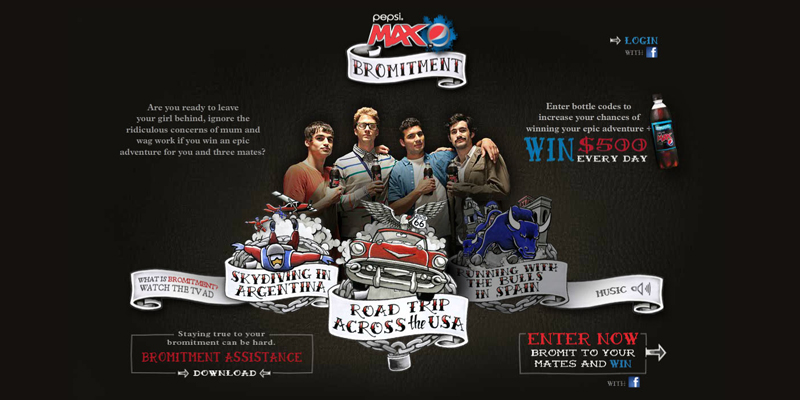 pepsi.
MAX
BROMITMENT
LOGIN
WITH f
Are you ready to leave
your girl behind, ignore the
ridiculous concerns of mum and
wag work if you win an epic
adventure for you and three mates?
Enter bottle codes to
increase your chances of
winning your epic adventure +
WIN $500
EVERY DAY
66
SKYDIVING IN
ARGENTINA
ROAD TRIP
ACROSS the USA
RUNNING WITH
THE BULLS
IN SPAIN
WHAT IS BROMITMENT?
WATCH THE TV AD
MUSIC
Staying true to your
bromitment can be hard.
BROMITMENT ASSISTANCE
DOWNLOAD
ENTER NOW
BROMIT TO YOUR
MATES AND WIN
WITH f